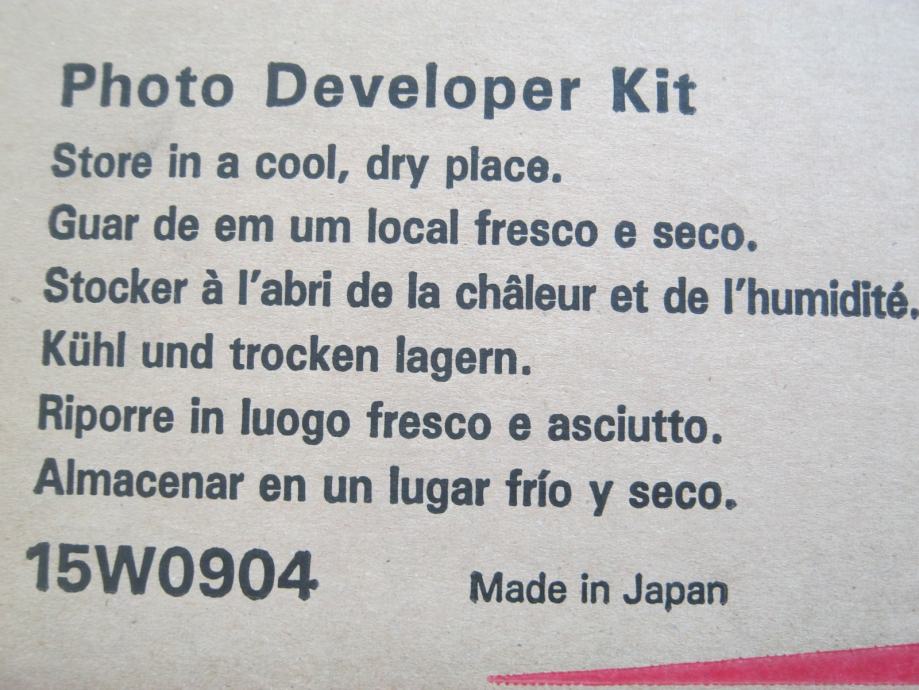 Photo Developer Kit
Store in a cool, dry place.
Guar de em um local fresco e seco.
Stocker à l'abri de la châleur et de l'humidité.
Kühl und trocken lagern.
Riporre in luogo fresco e asciutto.
Almacenar en un lugar frío y seco.
15W0904
Made in Japan